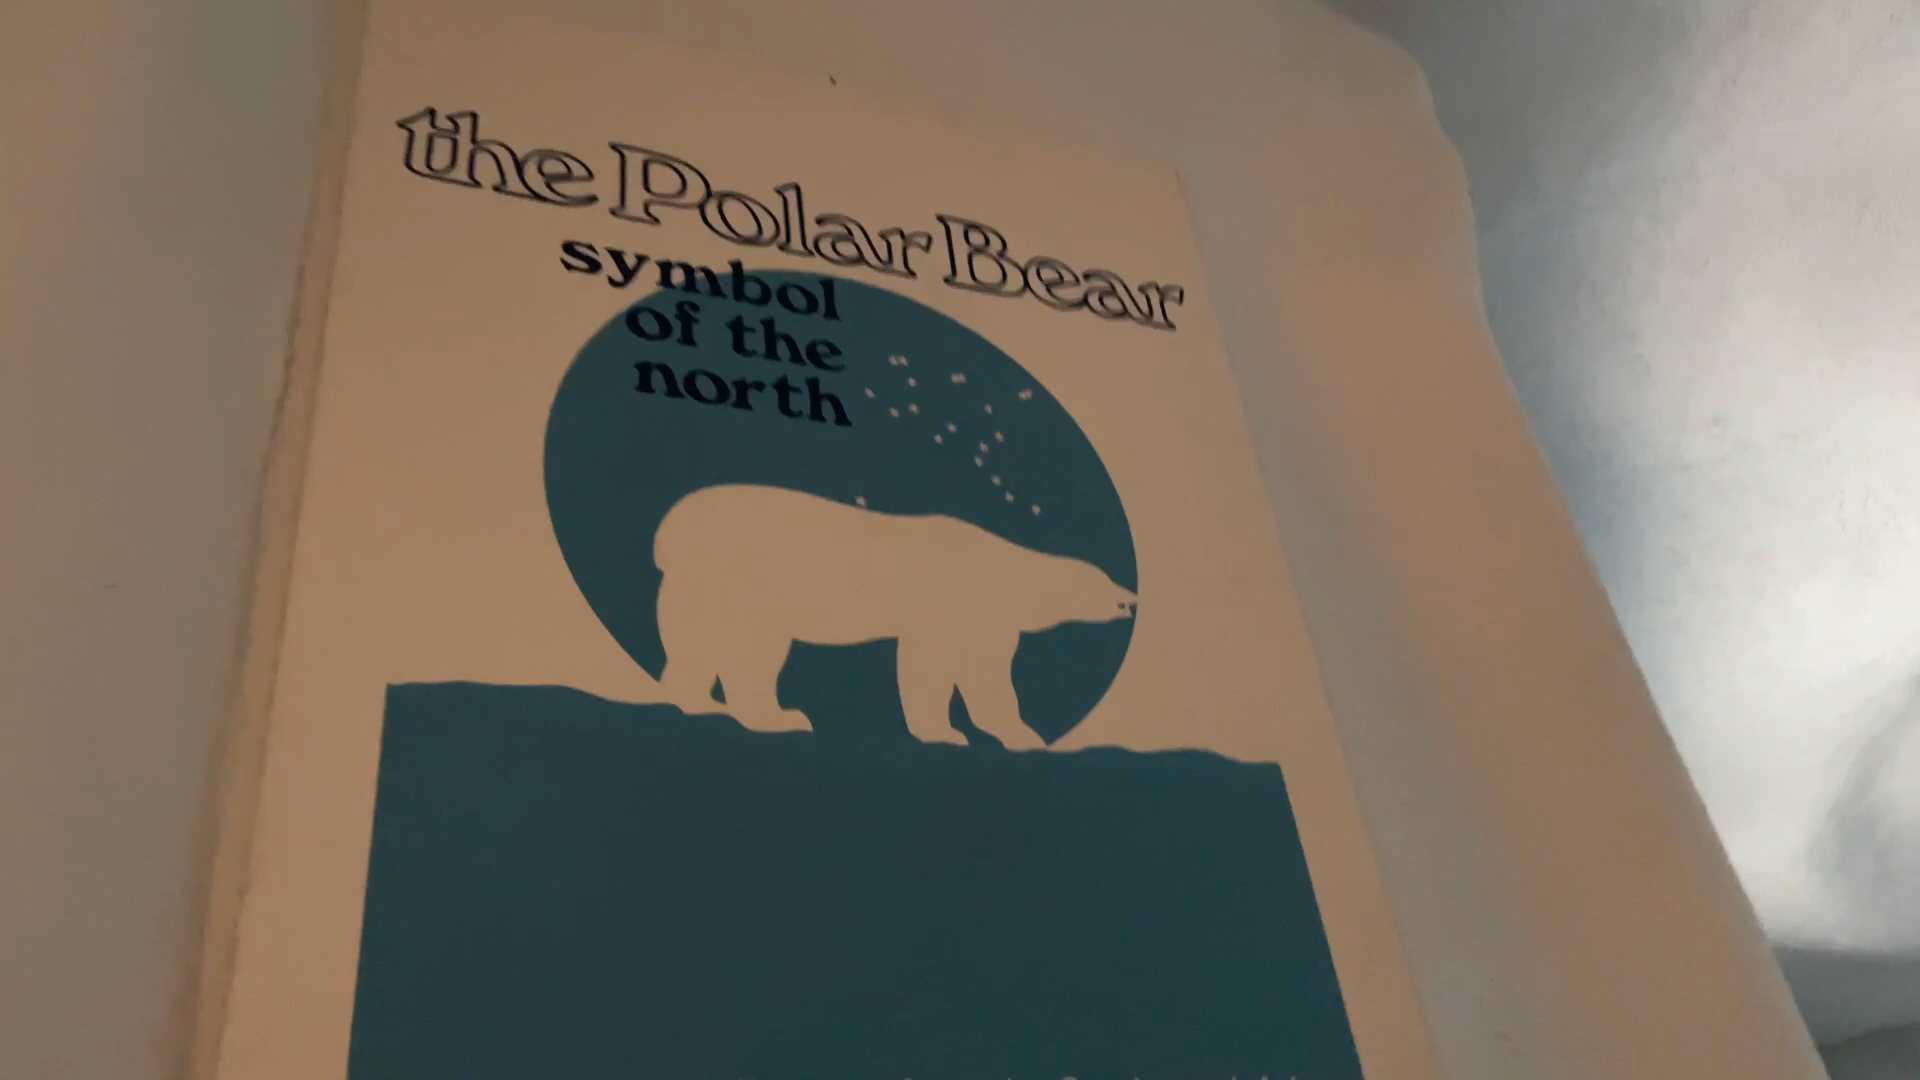 the Polar Bear
symbol
of the
north